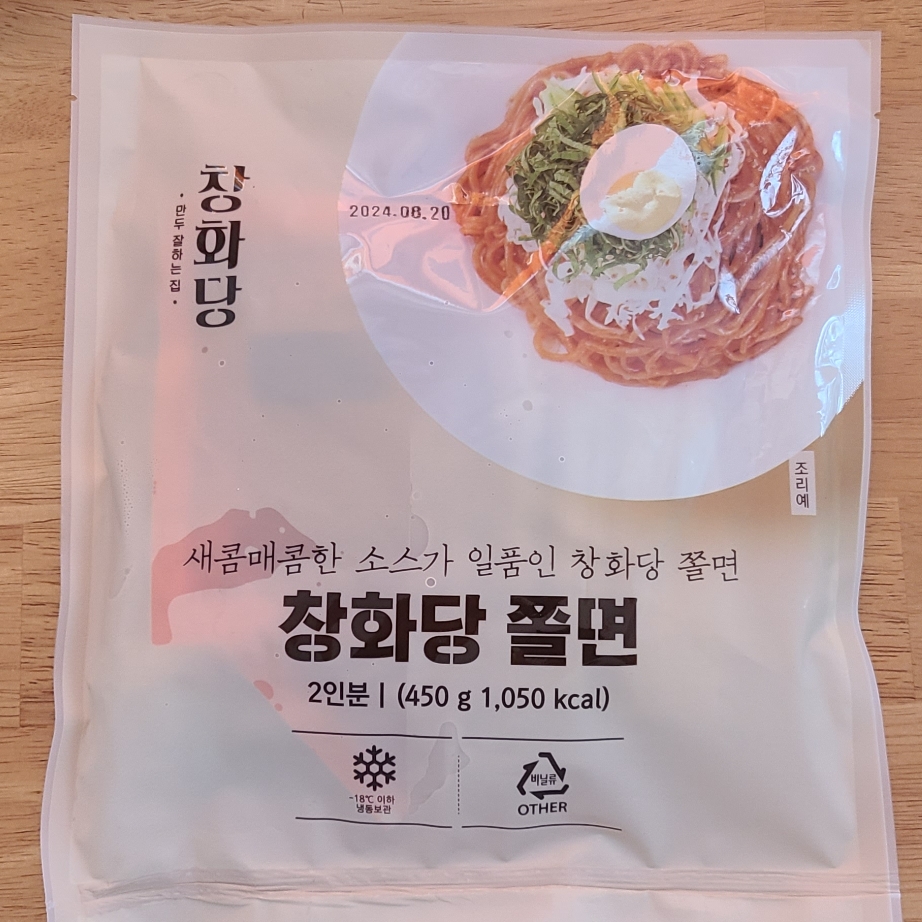 창화당
· 만두 잘하는 집 ·
2024.08.20
조리예
새콤매콤한 소스가 일품인 창화당 쫄면
창화당 쫄면
2인분 | (450 g 1,050 kcal)
-18℃ 이하
냉동보관
비닐류
OTHER